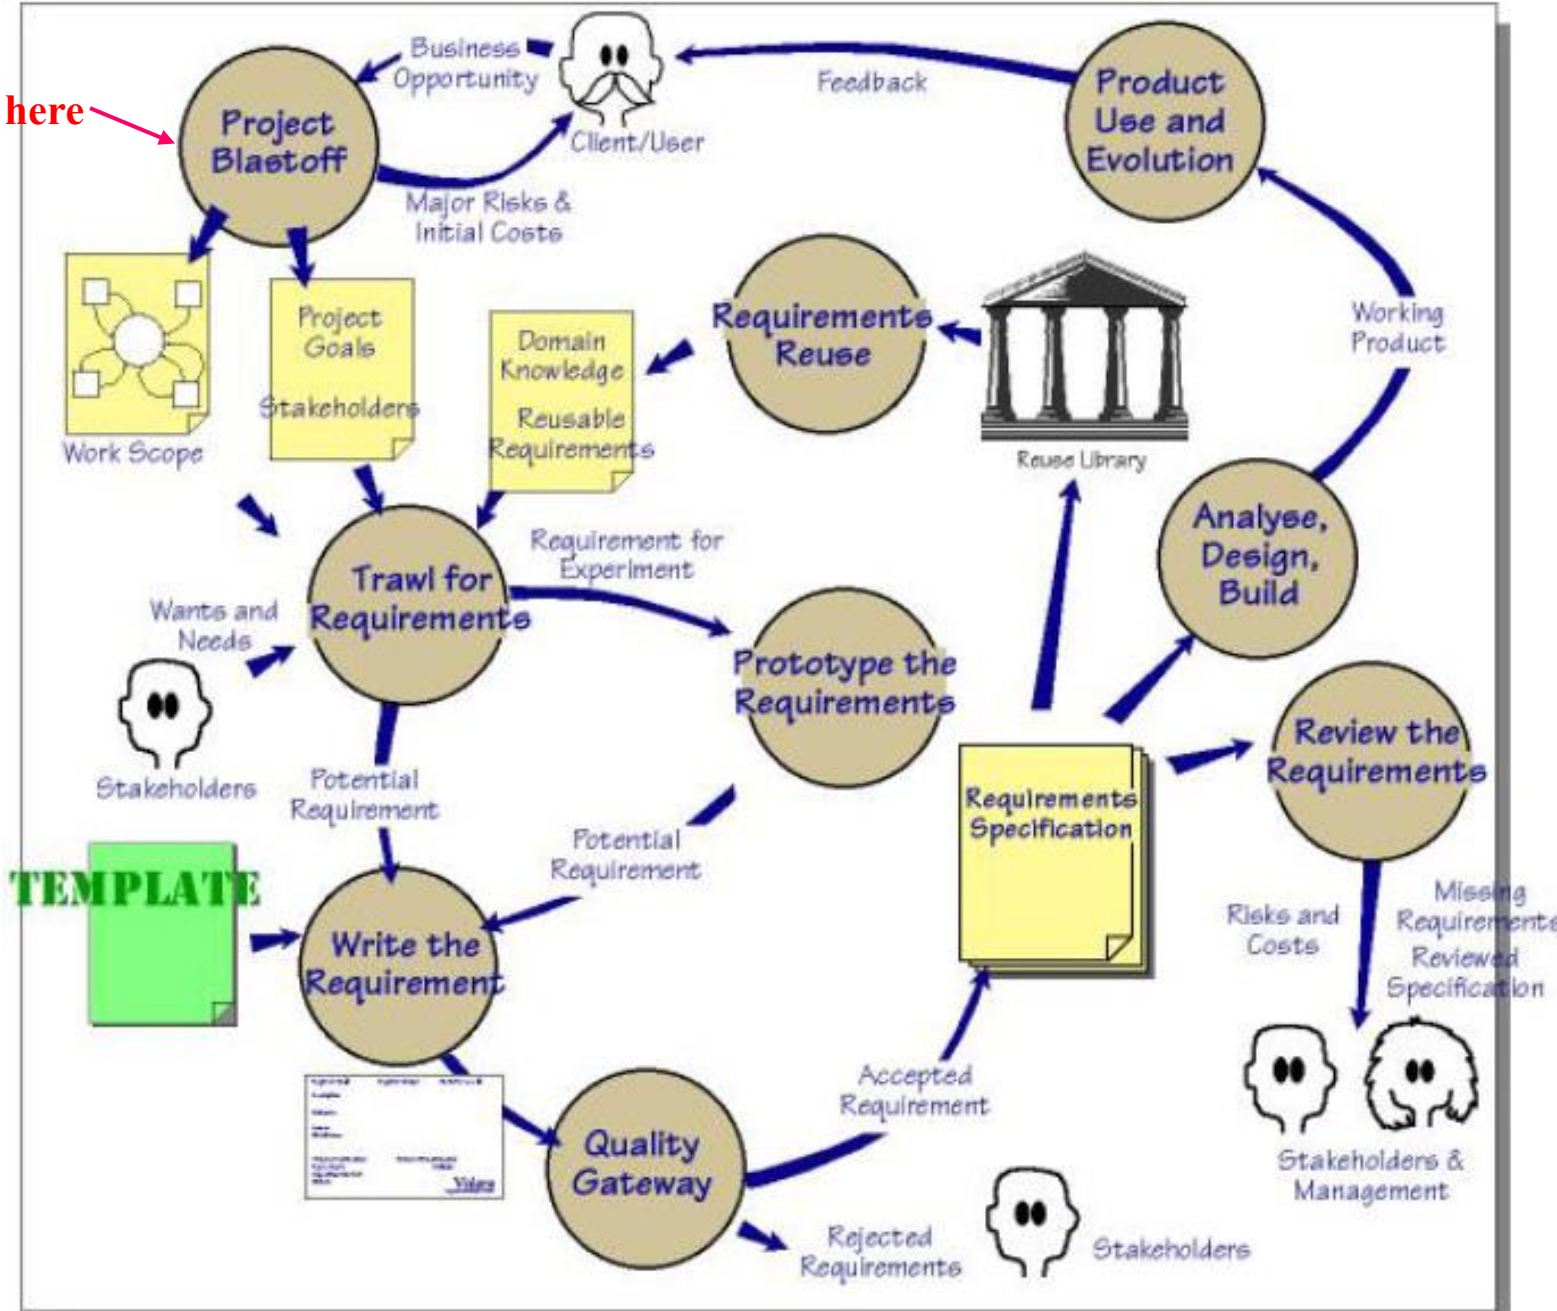 here
Project
Blastoff
Business
Opportunity
Client/User
Major Risks &
Initial Costs
Feedback
Product
Use and
Evolution
Working
Product
Work Scope
Project
Goals
Stakeholders
Domain
Knowledge
Reusable
Requirements
Requirements
Reuse
Reuse Library
Analyse,
Design,
Build
Trawl for
Requirements
Requirement for
Experiment
Wants and
Needs
Stakeholders
Prototype the
Requirements
Potential
Requirement
Potential
Requirement
Requirements
Specification
Review the
Requirements
TEMPLATE
Write the
Requirement
Risks and
Costs
Missing
Requirements
Reviewed
Specification
Stakeholders &
Management
Quality
Gateway
Accepted
Requirement
Rejected
Requirements
Stakeholders
Volere